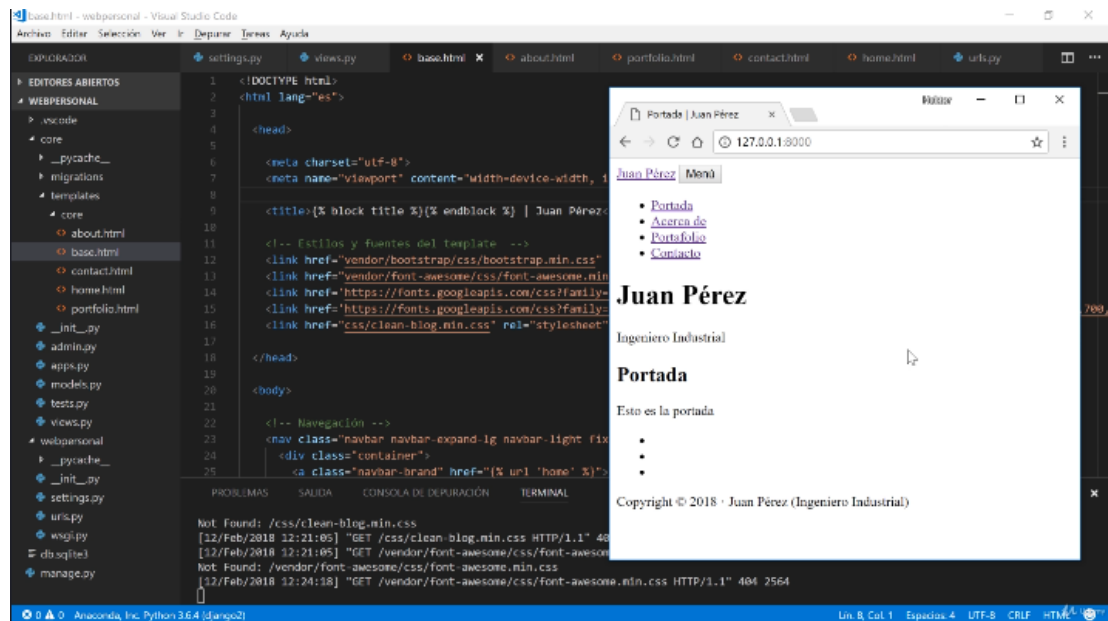 base.html - webpersonal - Visual Studio Code
Archivo Editar Selección Ver Ir Depurar Tareas Ayuda
EXPLORADOR
EDITORES ABIERTOS
WEBPERSONAL
.vscode
core
__pycache__
migrations
templates
core
about.html
base.html
contact.html
home.html
portfolio.html
__init__.py
admin.py
apps.py
models.py
tests.py
views.py
webpersonal
__pycache__
__init__.py
settings.py
urls.py
wsgi.py
db.sqlite3
manage.py
settings.py views.py base.html about.html portfolio.html contact.html home.html urls.py
1 <!DOCTYPE html>
2 <html lang="es">
3
4 <head>
5
6 <meta charset="utf-8">
7 <meta name="viewport" content="width=device-width, i
8
9 <title>{% block title %}{% endblock %} | Juan Pérez<
10
11 <!-- Estilos y fuentes del template -->
12 <link href="vendor/bootstrap/css/bootstrap.min.css"
13 <link href="vendor/font-awesome/css/font-awesome.min
14 <link href='https://fonts.googleapis.com/css?family=
15 <link href='https://fonts.googleapis.com/css?family= ,700,
16 <link href="css/clean-blog.min.css" rel="stylesheet"
17
18 </head>
19
20 <body>
21
22 <!-- Navegación -->
23 <nav class="navbar navbar-expand-lg navbar-light fix
24 <div class="container">
25 <a class="navbar-brand" href="{% url 'home' %}">
PROBLEMAS SALIDA CONSOLA DE DEPURACIÓN TERMINAL
Not Found: /css/clean-blog.min.css
[12/Feb/2018 12:21:05] "GET /css/clean-blog.min.css HTTP/1.1" 40
[12/Feb/2018 12:21:05] "GET /vendor/font-awesome/css/font-awesom
Not Found: /vendor/font-awesome/css/font-awesome.min.css
[12/Feb/2018 12:24:18] "GET /vendor/font-awesome/css/font-awesome.min.css HTTP/1.1" 404 2564
Portada | Juan Pérez
127.0.0.1:8000
Juan Pérez Menú
Portada
Acerca de
Portafolio
Contacto
Juan Pérez
Ingeniero Industrial
Portada
Esto es la portada
Copyright © 2018 · Juan Pérez (Ingeniero Industrial)
0 0 Anaconda, Inc. Python 3.6.4 (django2) Lín. 8, Col. 1 Espacios: 4 UTF-8 CRLF HTML